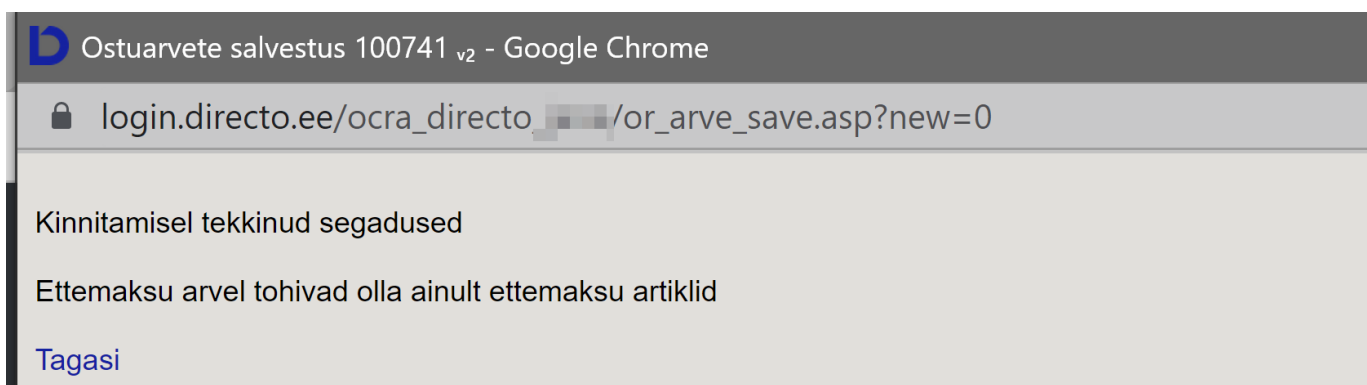 Ostuarvete salvestus 100741 v2 - Google Chrome
login.directo.ee/ocra_directo_ /or_arve_save.asp?new=0
Kinnitamisel tekkinud segadused
Ettemaksu arvel tohivad olla ainult ettemaksu artiklid
Tagasi